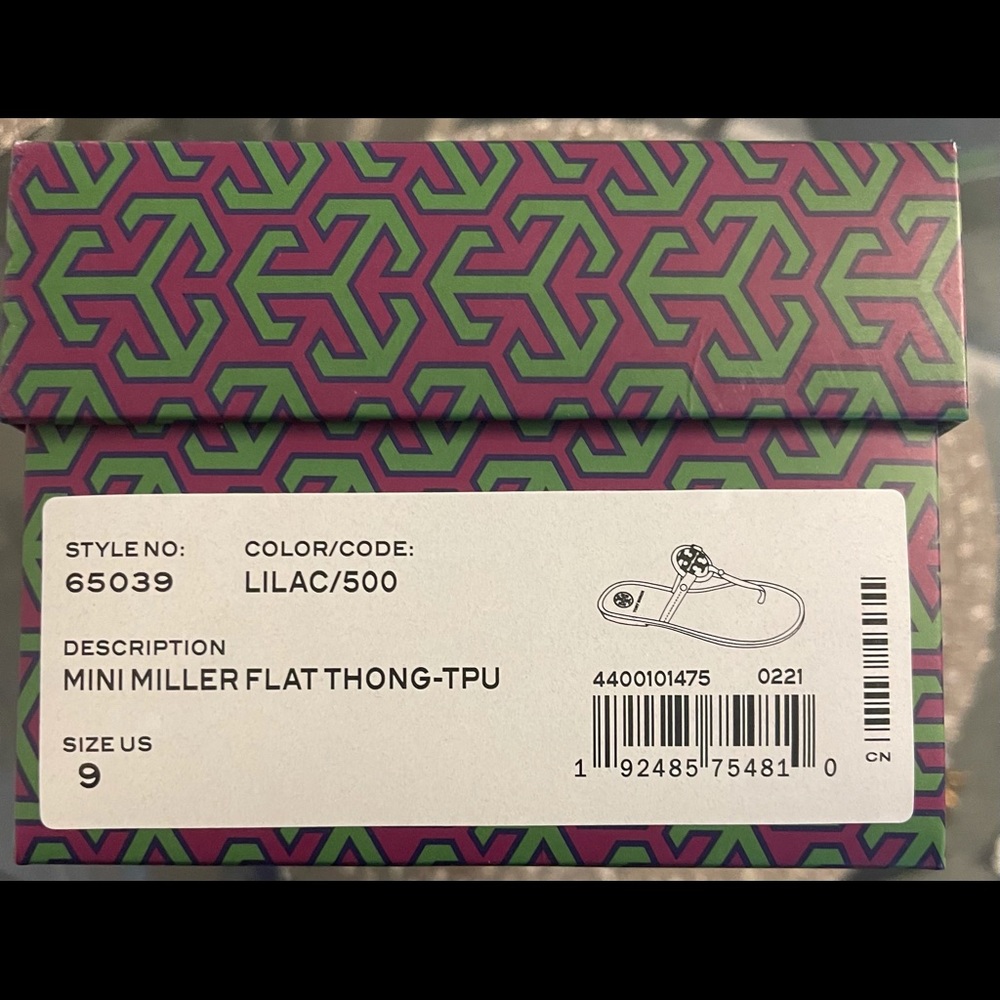 STYLE NO: COLOR/CODE:
65039 LILAC/500
DESCRIPTION
MINI MILLER FLAT THONG-TPU
SIZE US
9
4400101475 0221
1 92485 75481 0
CN